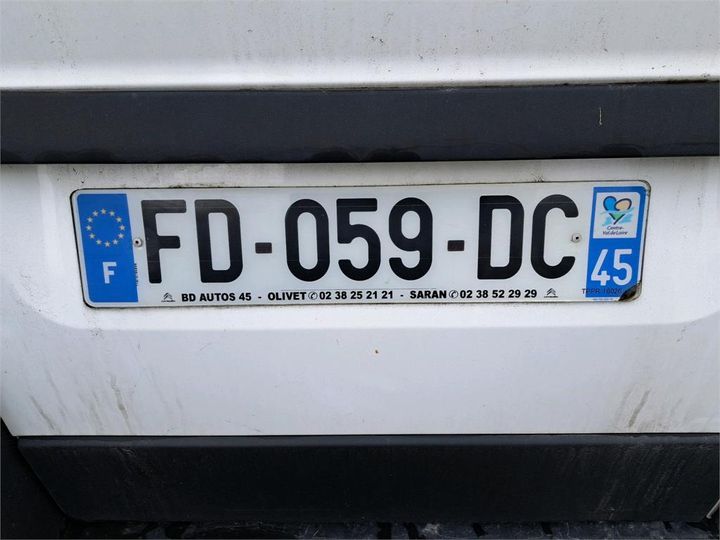 F
FD-059-DC
Centre-
Val de Loire
45
BD AUTOS 45 - OLIVET ✆ 02 38 25 21 21 - SARAN ✆ 02 38 52 29 29